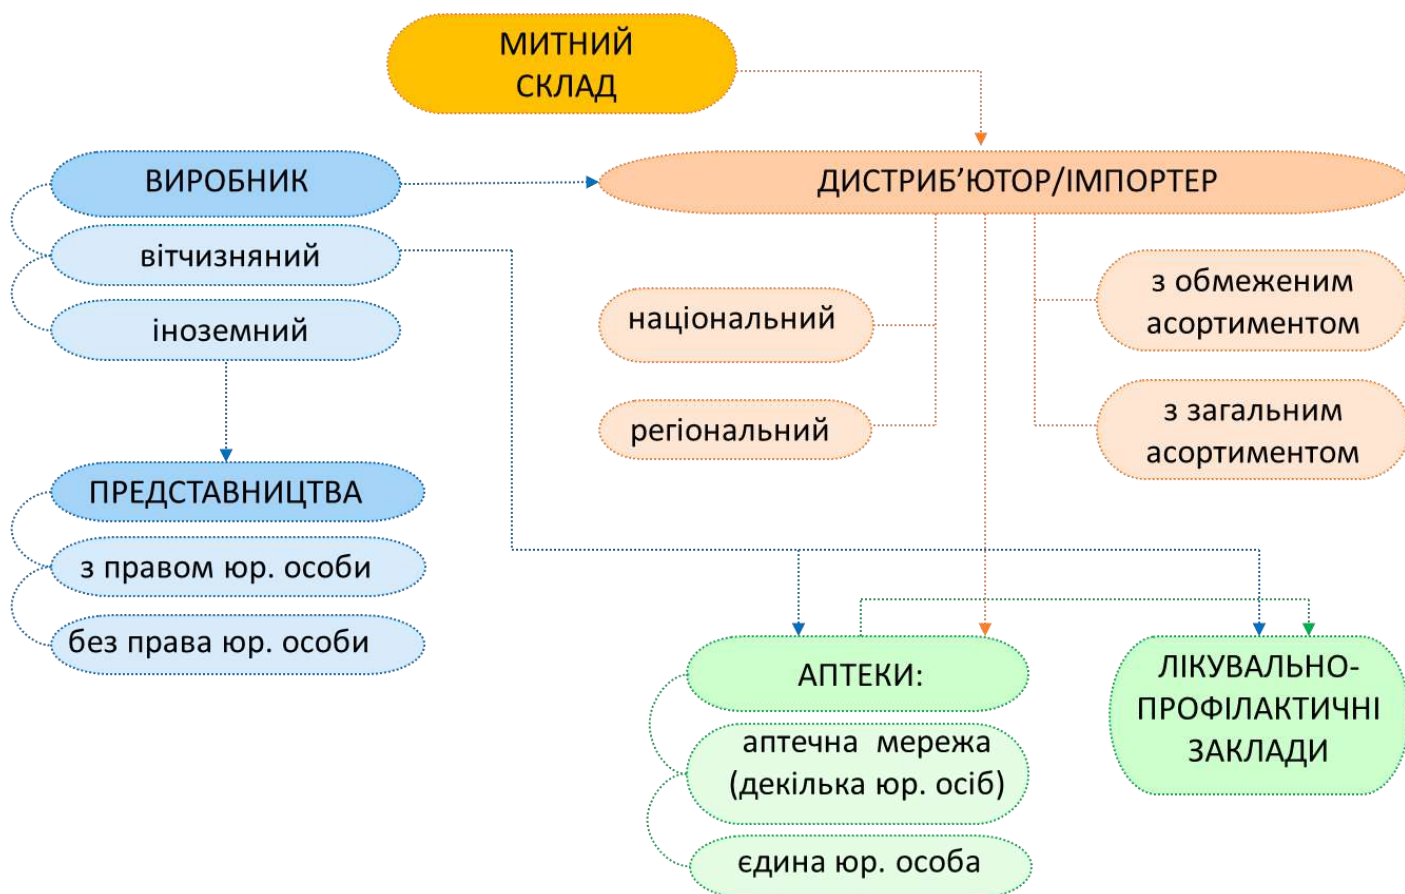 МИТНИЙ
СКЛАД
ВИРОБНИК
вітчизняний
іноземний
ПРЕДСТАВНИЦТВА
з правом юр. особи
без права юр. особи
ДИСТРИБ’ЮТОР/ІМПОРТЕР
національний
регіональний
з обмеженим
асортиментом
з загальним
асортиментом
АПТЕКИ:
аптечна мережа
(декілька юр. осіб)
єдина юр. особа
ЛІКУВАЛЬНО-
ПРОФІЛАКТИЧНІ
ЗАКЛАДИ